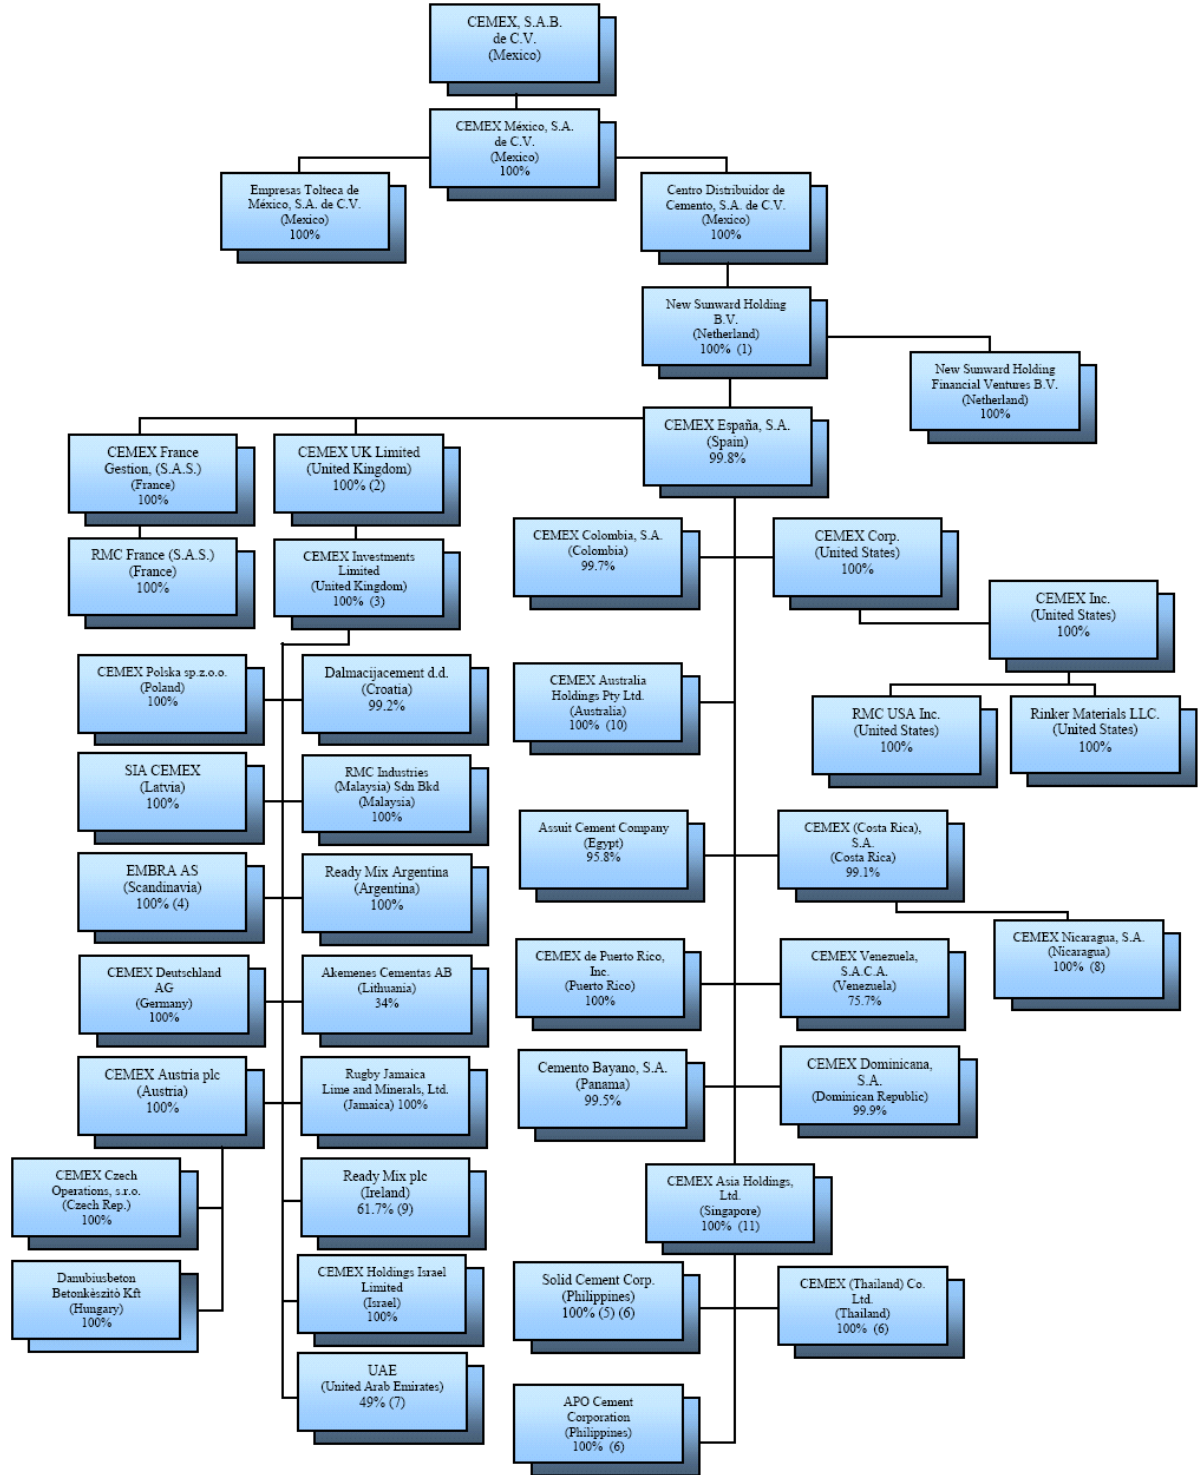 CEMEX, S.A.B.
de C.V.
(Mexico)
CEMEX México, S.A.
de C.V.
(Mexico)
100%
Empresas Tolteca de
México, S.A. de C.V.
(Mexico)
100%
Centro Distribuidor de
Cemento, S.A. de C.V.
(Mexico)
100%
New Sunward Holding
B.V.
(Netherland)
100% (1)
New Sunward Holding
Financial Ventures B.V.
(Netherland)
100%
CEMEX España, S.A.
(Spain)
99.8%
CEMEX France
Gestion, (S.A.S.)
(France)
100%
CEMEX UK Limited
(United Kingdom)
100% (2)
RMC France (S.A.S.)
(France)
100%
CEMEX Investments
Limited
(United Kingdom)
100% (3)
CEMEX Colombia, S.A.
(Colombia)
99.7%
CEMEX Corp.
(United States)
100%
CEMEX Inc.
(United States)
100%
RMC USA Inc.
(United States)
100%
Rinker Materials LLC.
(United States)
100%
CEMEX Polska sp.z.o.o.
(Poland)
100%
Dalmacijacement d.d.
(Croatia)
99.2%
CEMEX Australia
Holdings Pty Ltd.
(Australia)
100% (10)
SIA CEMEX
(Latvia)
100%
RMC Industries
(Malaysia) Sdn Bkd
(Malaysia)
100%
Assuit Cement Company
(Egypt)
95.8%
CEMEX (Costa Rica),
S.A.
(Costa Rica)
99.1%
EMBRA AS
(Scandinavia)
100% (4)
Ready Mix Argentina
(Argentina)
100%
CEMEX Nicaragua, S.A.
(Nicaragua)
100% (8)
CEMEX Deutschland
AG
(Germany)
100%
Akemenes Cementas AB
(Lithuania)
34%
CEMEX de Puerto Rico,
Inc.
(Puerto Rico)
100%
CEMEX Venezuela,
S.A.C.A.
(Venezuela)
75.7%
CEMEX Austria plc
(Austria)
100%
Rugby Jamaica
Lime and Minerals, Ltd.
(Jamaica) 100%
Cemento Bayano, S.A.
(Panama)
99.5%
CEMEX Dominicana,
S.A.
(Dominican Republic)
99.9%
CEMEX Czech
Operations, s.r.o.
(Czech Rep.)
100%
Ready Mix plc
(Ireland)
61.7% (9)
CEMEX Asia Holdings,
Ltd.
(Singapore)
100% (11)
Danubiusbeton
Betonkèszitò Kft
(Hungary)
100%
CEMEX Holdings Israel
Limited
(Israel)
100%
Solid Cement Corp.
(Philippines)
100% (5) (6)
CEMEX (Thailand) Co.
Ltd.
(Thailand)
100% (6)
UAE
(United Arab Emirates)
49% (7)
APO Cement
Corporation
(Philippines)
100% (6)